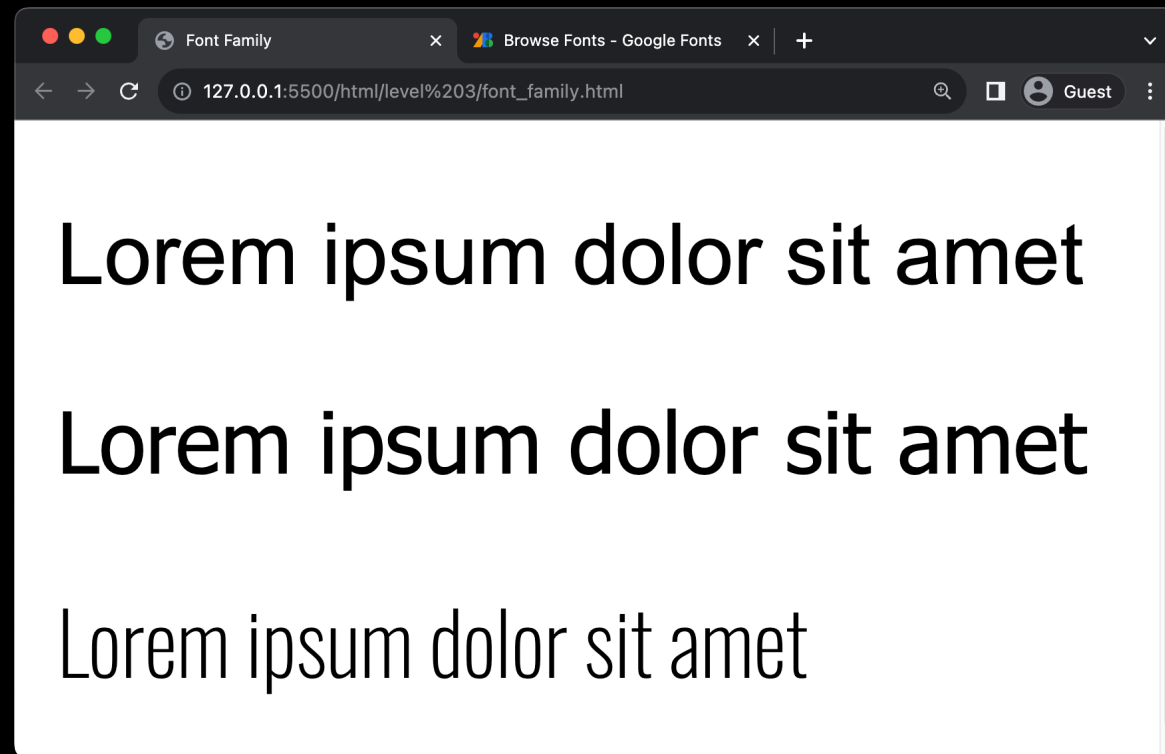 Font Family
Browse Fonts - Google Fonts
127.0.0.1:5500/html/level%203/font_family.html
Guest
Lorem ipsum dolor sit amet
Lorem ipsum dolor sit amet
Lorem ipsum dolor sit amet